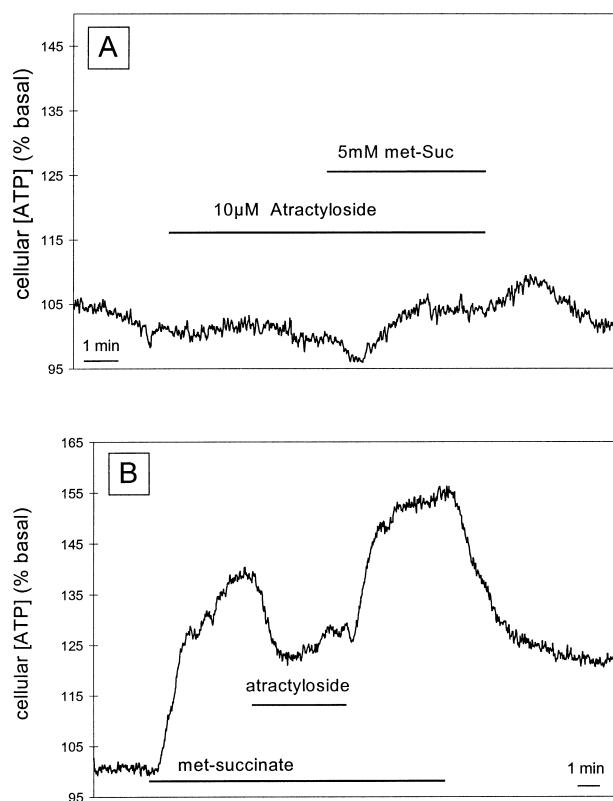 A
cellular [ATP] (% basal)
145
135
125
115
105
95
5mM met-Suc
10µM Atractyloside
1 min
B
cellular [ATP] (% basal)
165
155
145
135
125
115
105
95
atractyloside
met-succinate
1 min